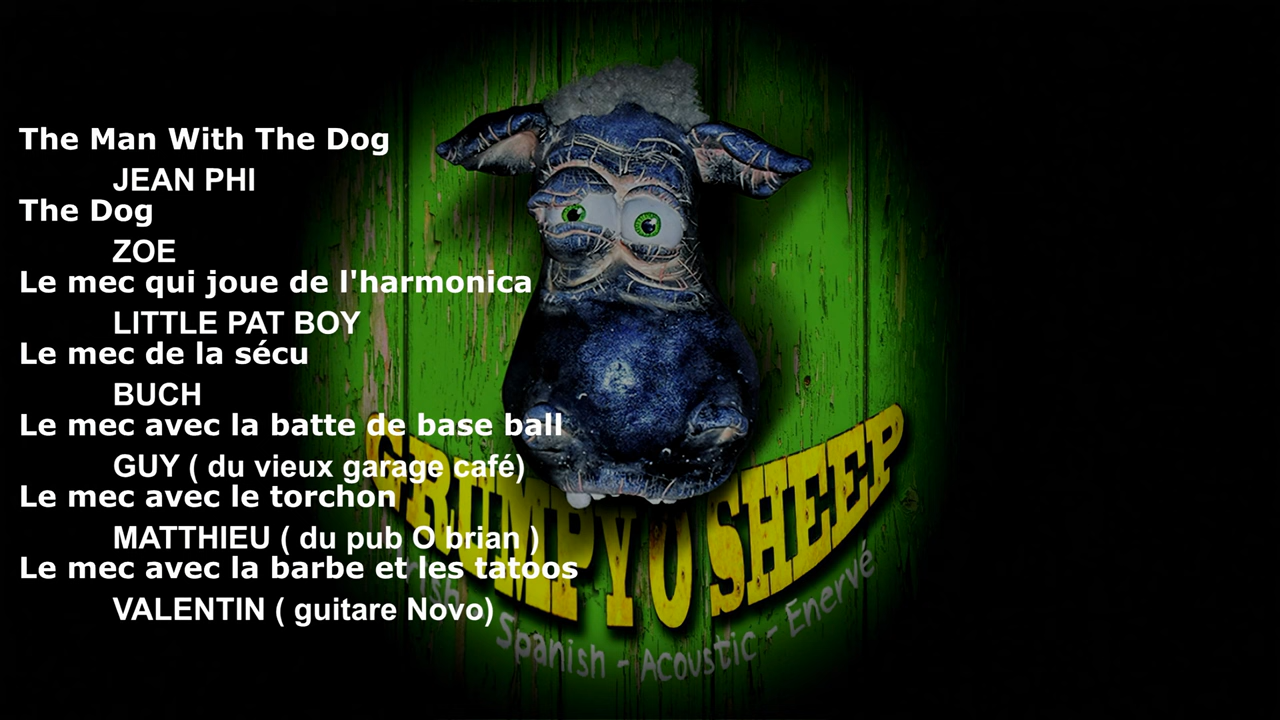 The Man With The Dog
JEAN PHI
The Dog
ZOE
Le mec qui joue de l'harmonica
LITTLE PAT BOY
Le mec de la sécu
BUCH
Le mec avec la batte de base ball
GUY ( du vieux garage café)
Le mec avec le torchon
MATTHIEU ( du pub O brian )
Le mec avec la barbe et les tatoos
VALENTIN ( guitare Novo)
GRUMPY O SHEEP
Spanish - Acoustic - Enervé